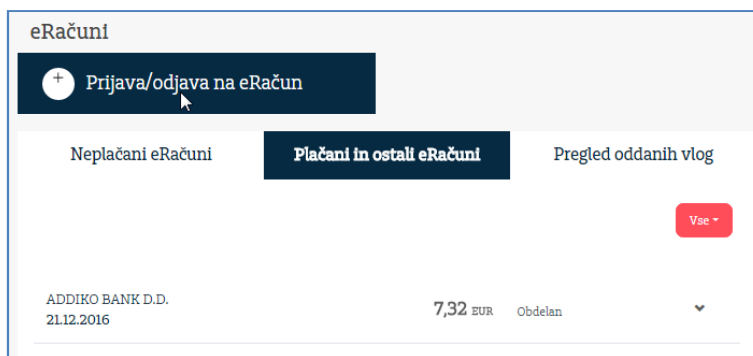 eRačuni
+ Prijava/odjava na eRačun
Neplačani eRačuni Plačani in ostali eRačuni Pregled oddanih vlog
Vse
ADDIKO BANK D.D.
7,32 EUR Obdelan
21.12.2016